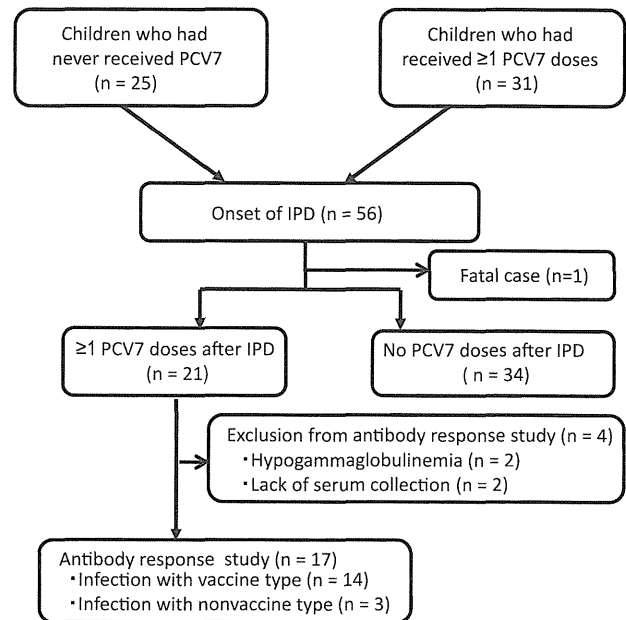 Children who had
never received PCV7
(n = 25)
Children who had
received ≥1 PCV7 doses
(n = 31)
Onset of IPD (n = 56)
Fatal case (n=1)
≥1 PCV7 doses after IPD
(n = 21)
No PCV7 doses after IPD
( n = 34)
Exclusion from antibody response study (n = 4)
・Hypogammaglobulinemia (n = 2)
・Lack of serum collection (n = 2)
Antibody response study (n = 17)
・Infection with vaccine type (n = 14)
・Infection with nonvaccine type (n = 3)